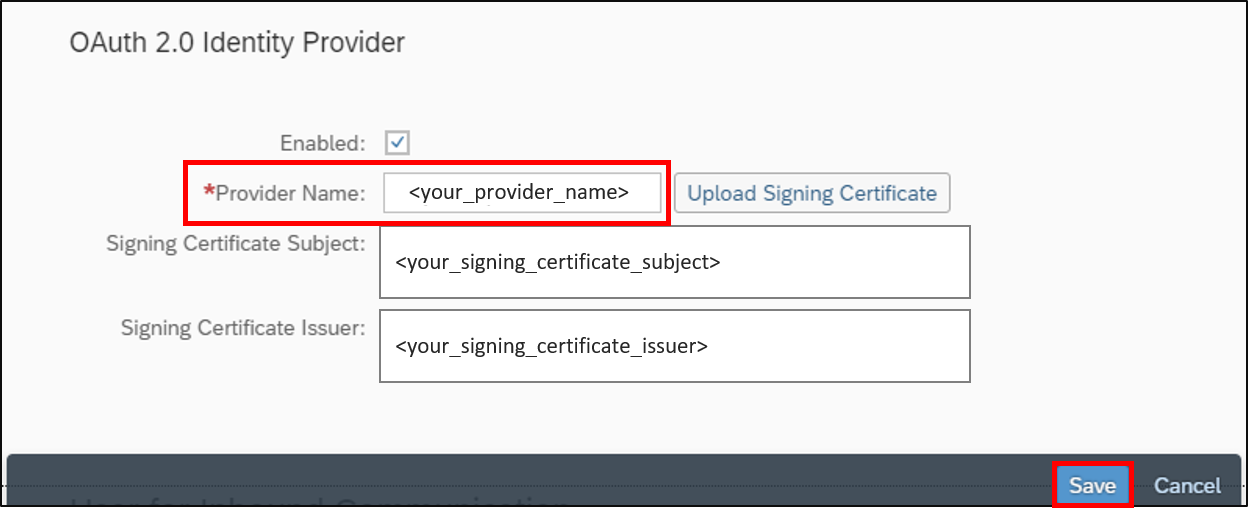 OAuth 2.0 Identity Provider
Enabled:
*Provider Name: <your_provider_name> Upload Signing Certificate
Signing Certificate Subject: <your_signing_certificate_subject>
Signing Certificate Issuer: <your_signing_certificate_issuer>
Save Cancel